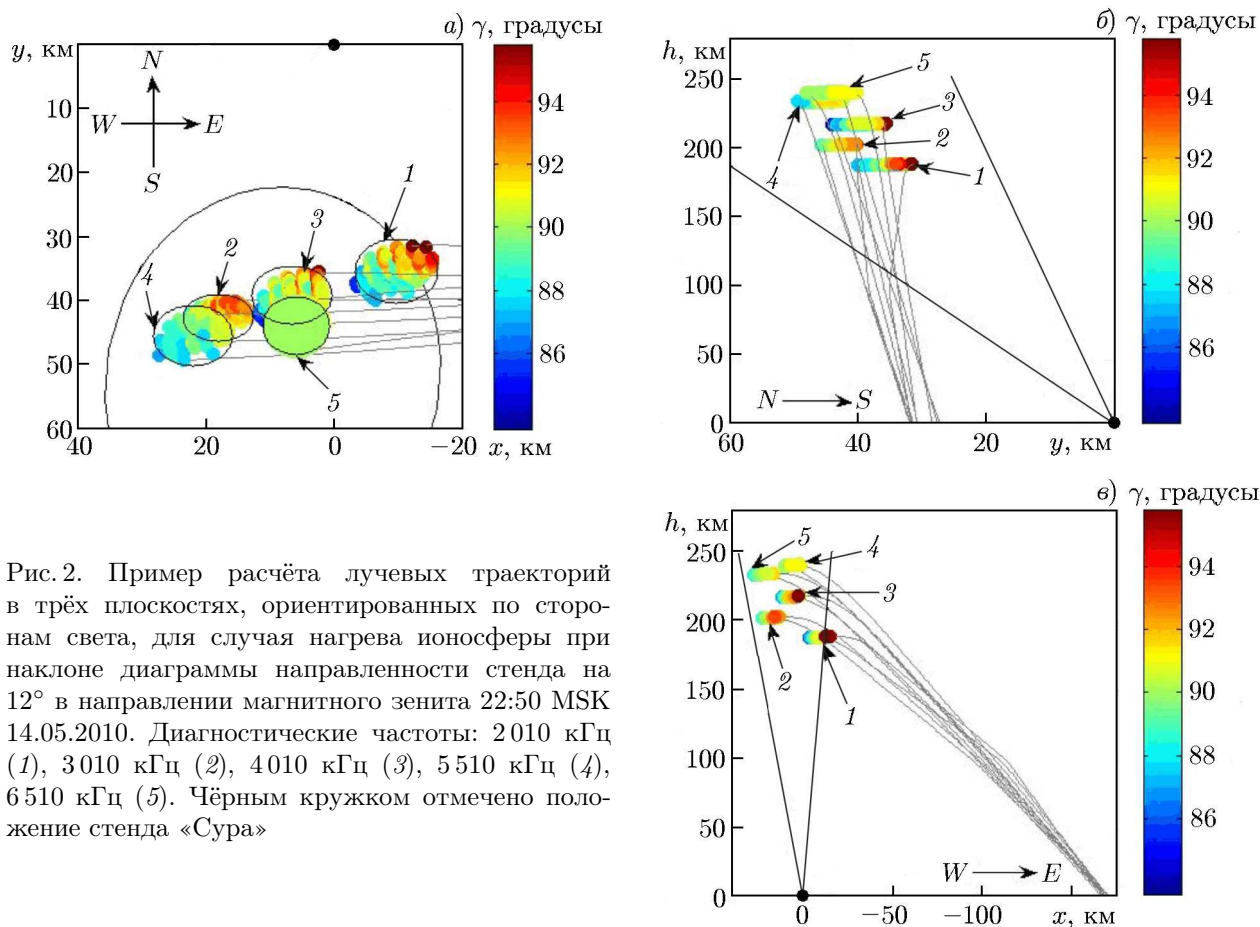 а) γ, градусы
y, км
N
W E
S
10
20
30
40
50
60
40 20 0 −20 x, км
1
2
3
4
5
94
92
90
88
86
б) γ, градусы
h, км
250
200
150
100
50
0
60 40 20 y, км
N S
5
3
2
1
4
94
92
90
88
86
в) γ, градусы
h, км
250
200
150
100
50
0
0 −50 −100 x, км
W E
5
4
3
2
1
94
92
90
88
86
Рис. 2. Пример расчёта лучевых траекторий
в трёх плоскостях, ориентированных по сторо-
нам света, для случая нагрева ионосферы при
наклоне диаграммы направленности стенда на
12° в направлении магнитного зенита 22:50 MSK
14.05.2010. Диагностические частоты: 2 010 кГц
(1), 3 010 кГц (2), 4 010 кГц (3), 5 510 кГц (4),
6 510 кГц (5). Чёрным кружком отмечено поло-
жение стенда «Сура»